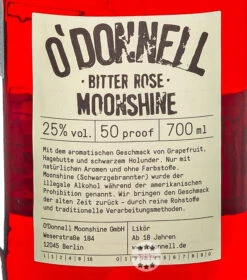 O'DONNELL
· BITTER ROSE ·
MOONSHINE
25% vol. 50 proof 700 ml
Mit dem aromatischen Geschmack von Grapefruit,
Hagebutte und schwarzem Holunder. Nur mit
natürlichen Aromen und ohne Farbstoffe.
Moonshine (Schwarzgebrannter) wurde der
illegale Alkohol während der amerikanischen
Prohibition genannt. Wir bringen den Geschmack
der alten Zeit zurück - durch reine Rohstoffe
und traditionelle Verarbeitungsmethoden.
O'Donnell Moonshine GmbH
Weserstraße 184
12045 Berlin
Likör
Ab 18 Jahren